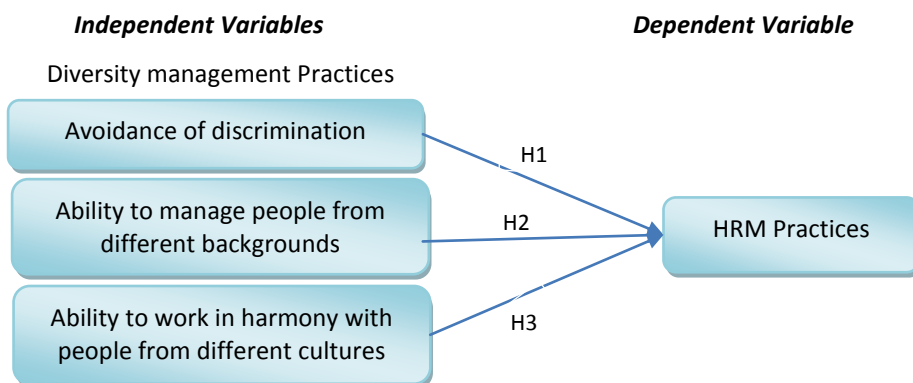 Independent Variables
Dependent Variable
Diversity management Practices
Avoidance of discrimination
H1
Ability to manage people from
different backgrounds
H2
HRM Practices
Ability to work in harmony with
people from different cultures
H3